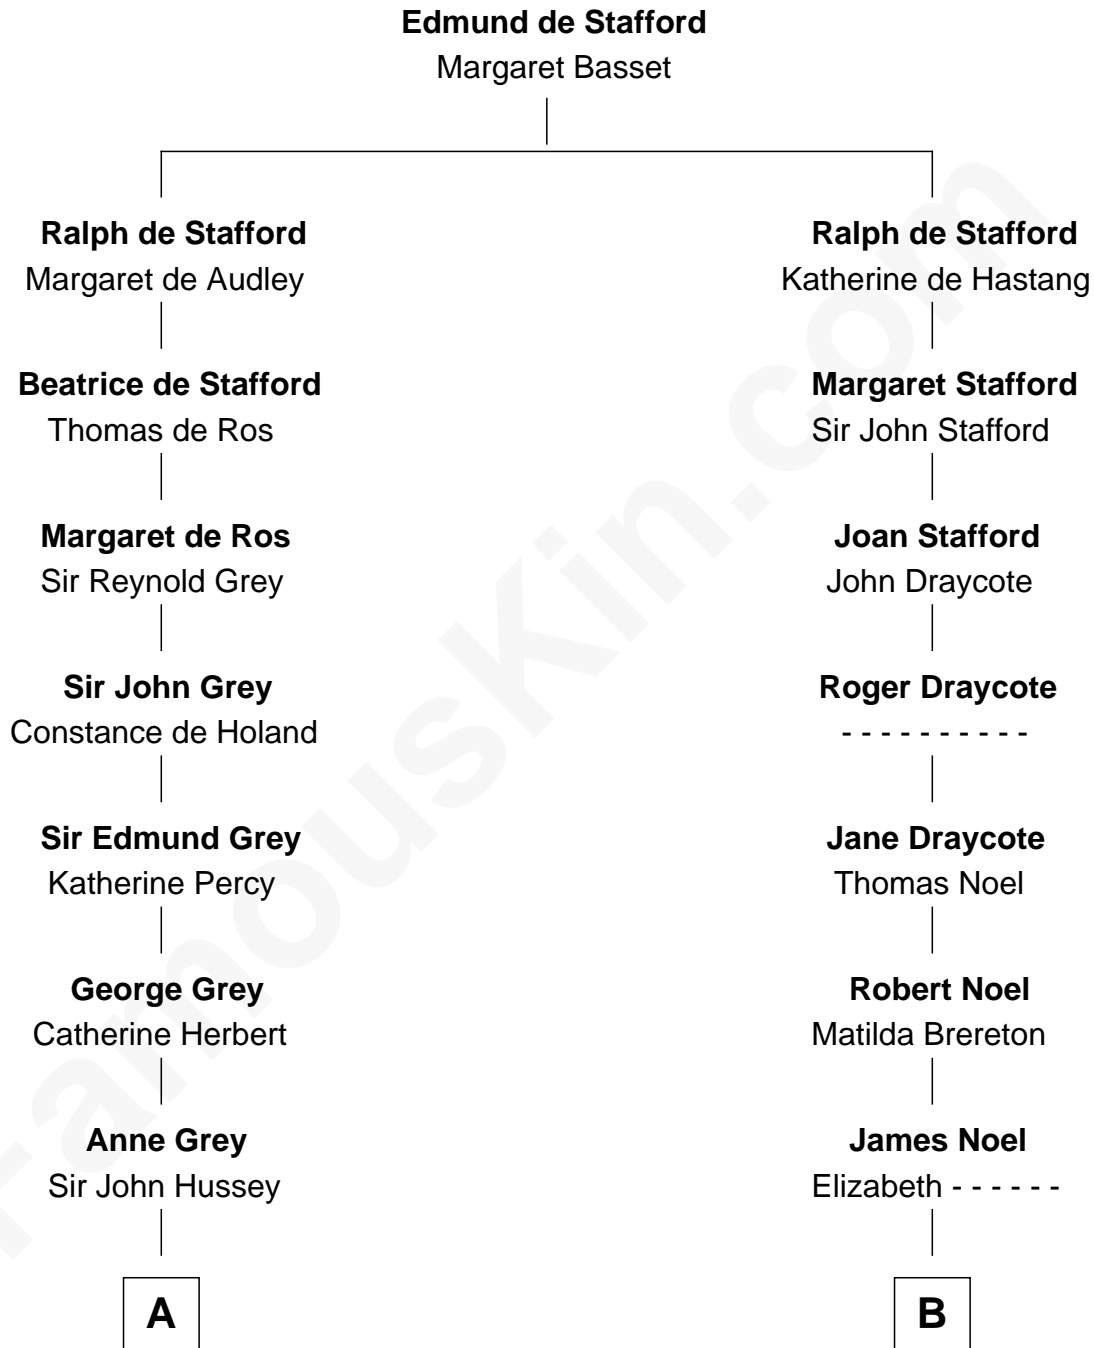 Edmund de Stafford
Margaret Basset
Ralph de Stafford
Margaret de Audley
Beatrice de Stafford
Thomas de Ros
Margaret de Ros
Sir Reynold Grey
Sir John Grey
Constance de Holand
Sir Edmund Grey
Katherine Percy
George Grey
Catherine Herbert
Anne Grey
Sir John Hussey
A
Ralph de Stafford
Katherine de Hastang
Margaret Stafford
Sir John Stafford
Joan Stafford
John Draycote
Roger Draycote
- - - - - - - - - -
Jane Draycote
Thomas Noel
Robert Noel
Matilda Brereton
James Noel
Elizabeth - - - - - -
B
FamousKin.com